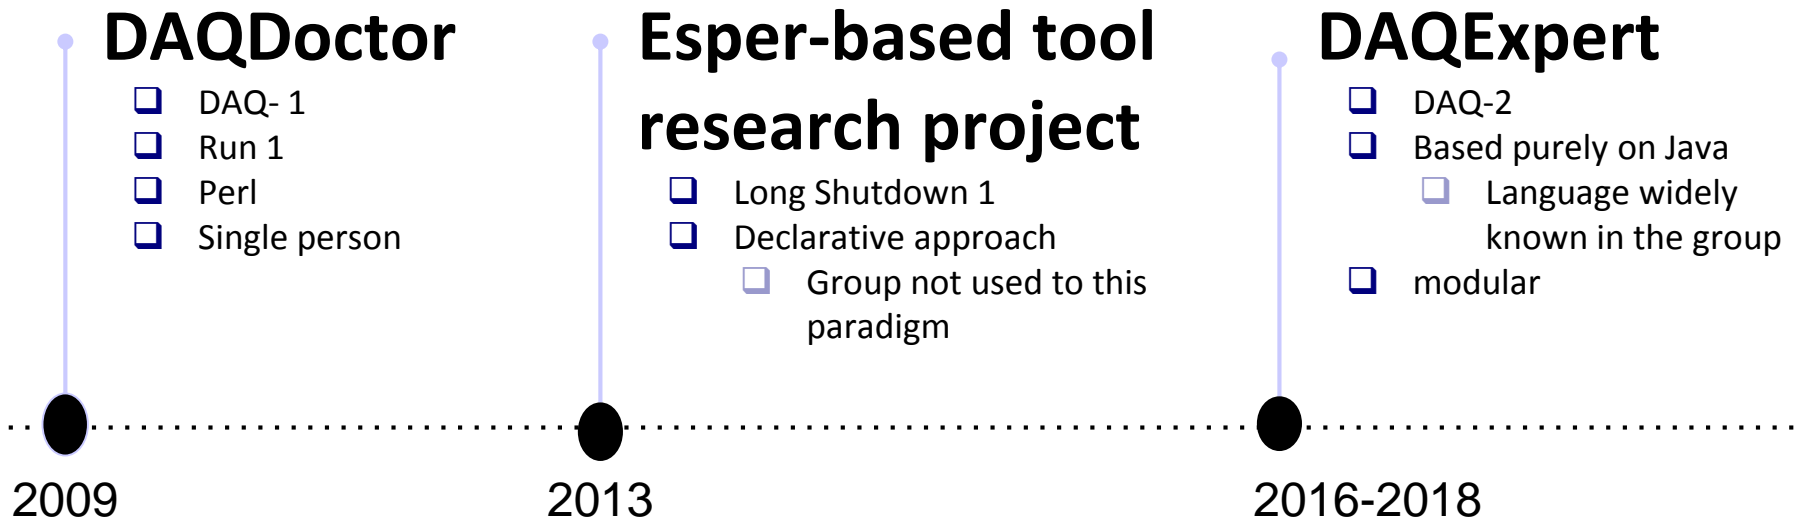 DAQDoctor
DAQ- 1
Run 1
Perl
Single person
2009
Esper-based tool
research project
Long Shutdown 1
Declarative approach
Group not used to this
paradigm
2013
DAQExpert
DAQ-2
Based purely on Java
Language widely
known in the group
modular
2016-2018